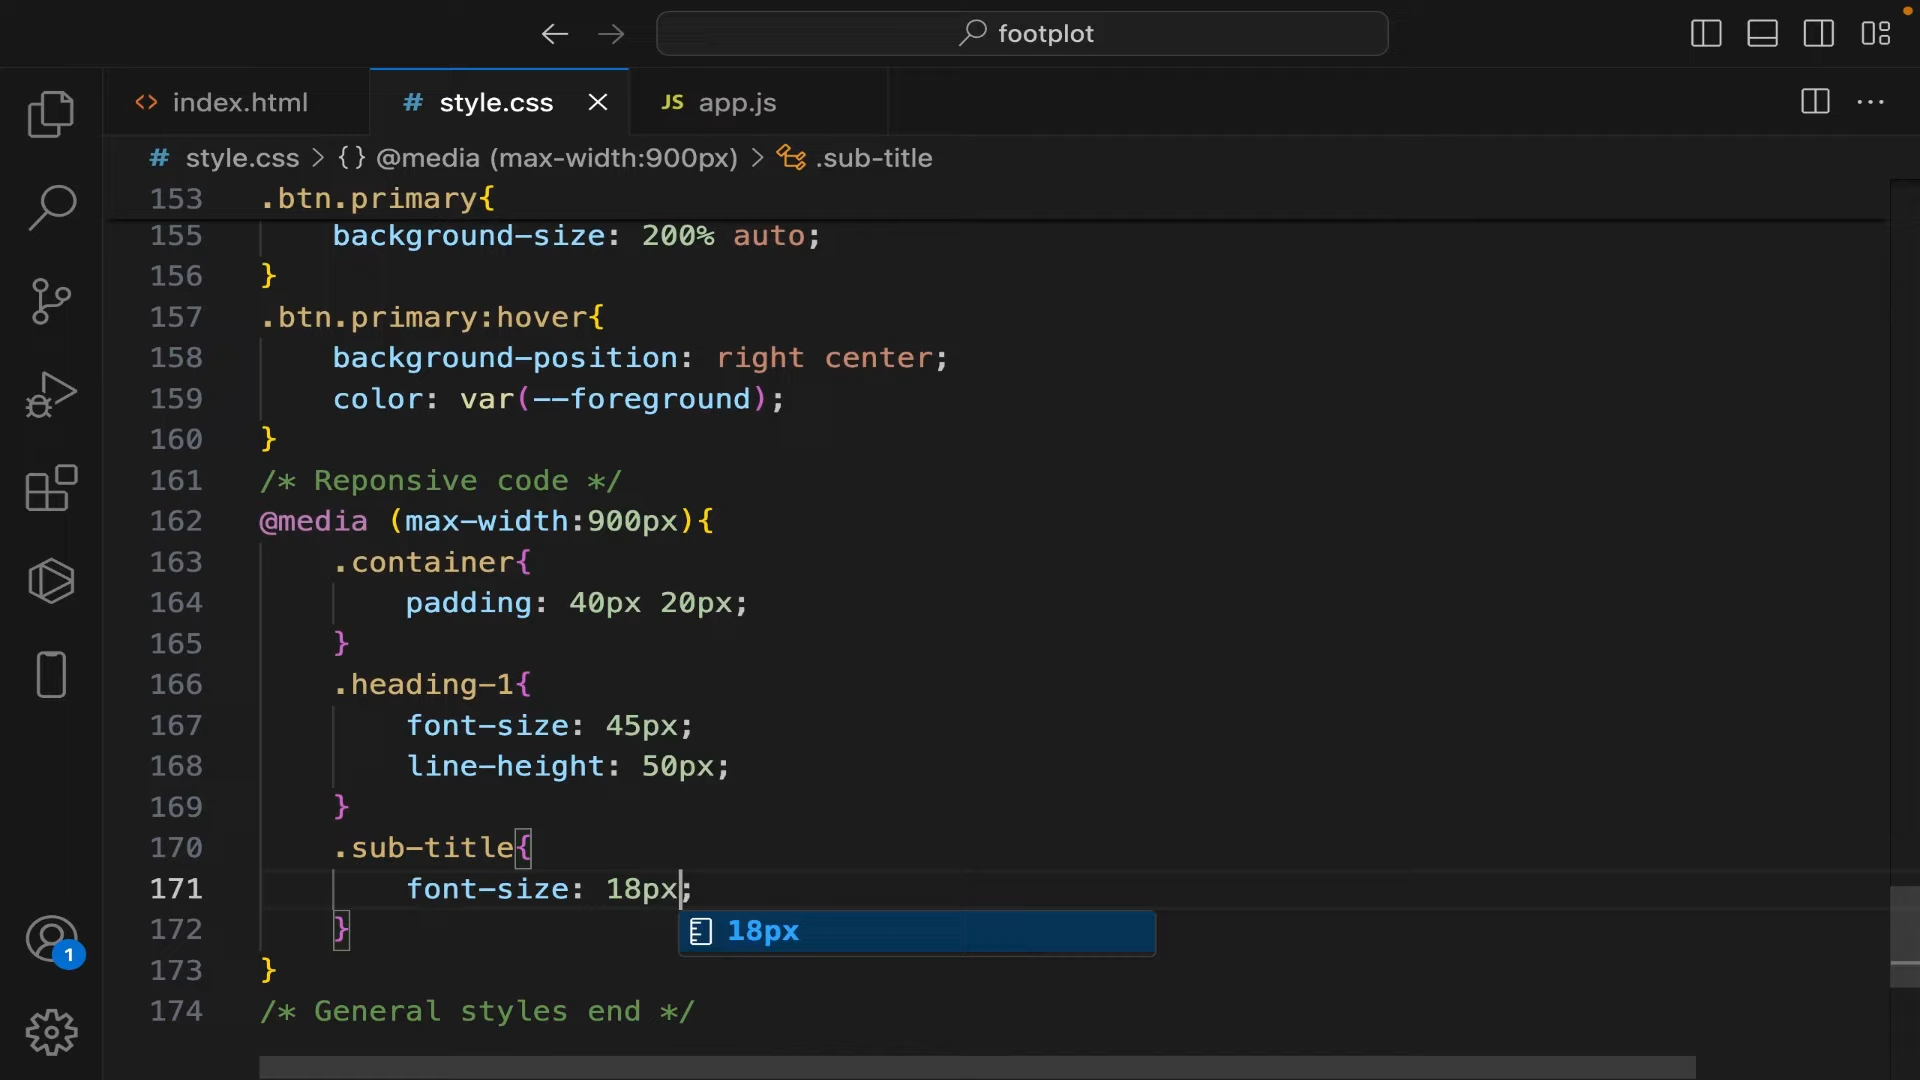 footplot
<> index.html
# style.css
JS app.js
# style.css > {} @media (max-width:900px) > .sub-title
153 .btn.primary{
155 background-size: 200% auto;
156 }
157 .btn.primary:hover{
158 background-position: right center;
159 color: var(--foreground);
160 }
161 /* Reponsive code */
162 @media (max-width:900px){
163 .container{
164 padding: 40px 20px;
165 }
166 .heading-1{
167 font-size: 45px;
168 line-height: 50px;
169 }
170 .sub-title{
171 font-size: 18px;
172 }
18px
173 }
174 /* General styles end */
1